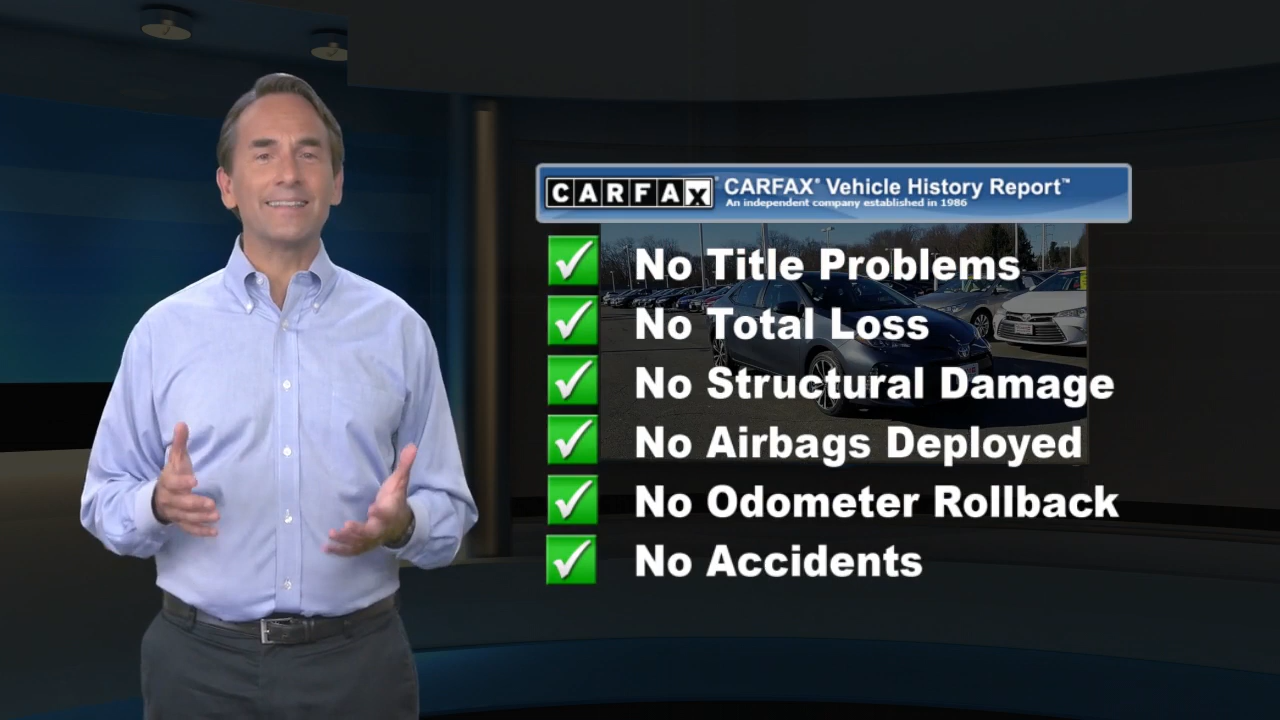 CARFAX® CARFAX® Vehicle History Report™
An independent company established in 1986
No Title Problems
No Total Loss
No Structural Damage
No Airbags Deployed
No Odometer Rollback
No Accidents